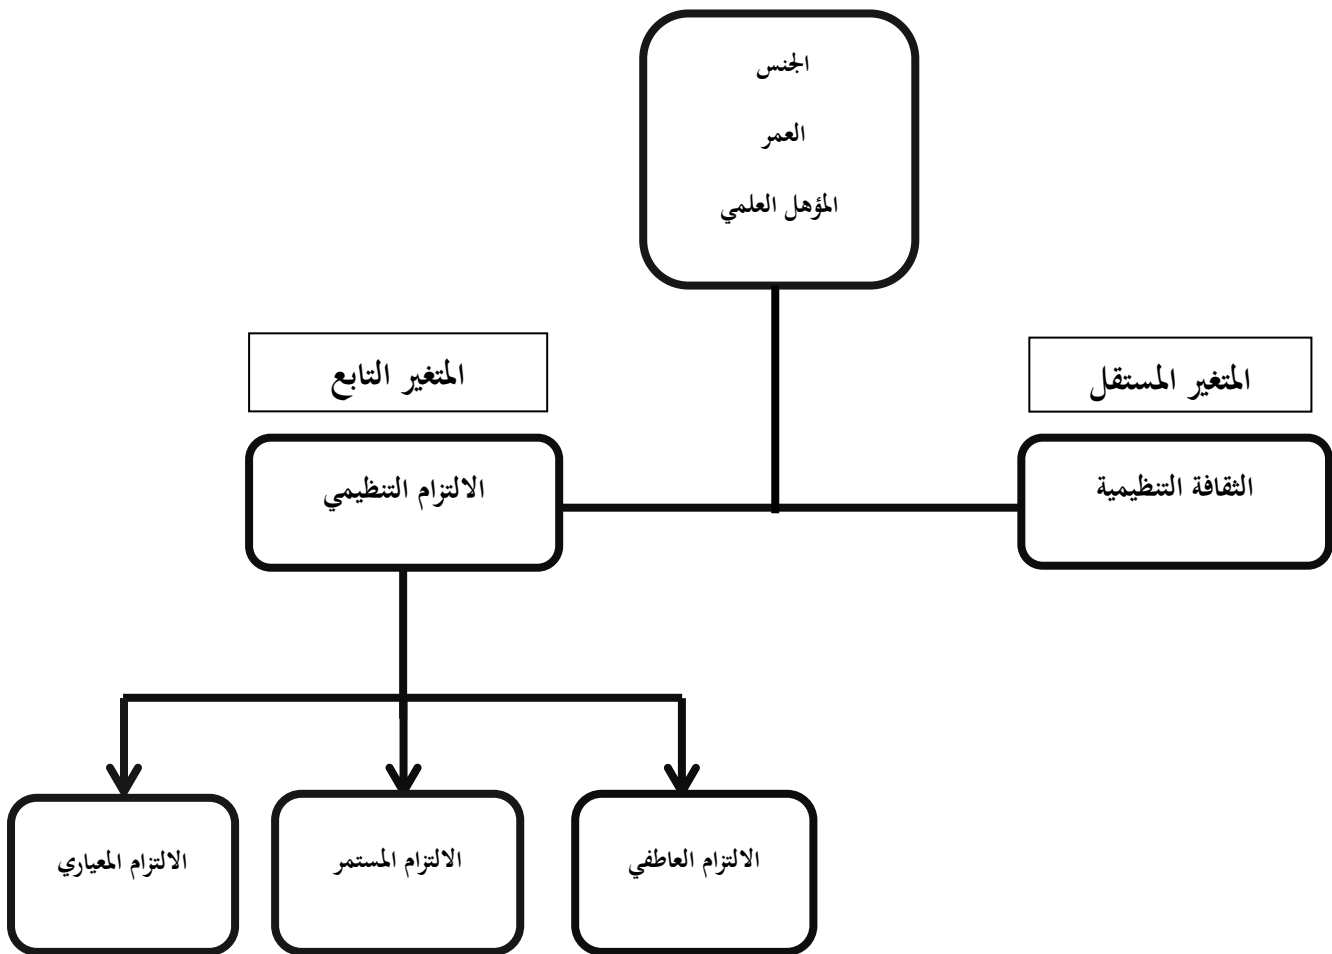 الجنس
العمر
المؤهل العلمي
المتغير المستقل
المتغير التابع
الثقافة التنظيمية
الالتزام التنظيمي
الالتزام العاطفي
الالتزام المستمر
الالتزام المعياري